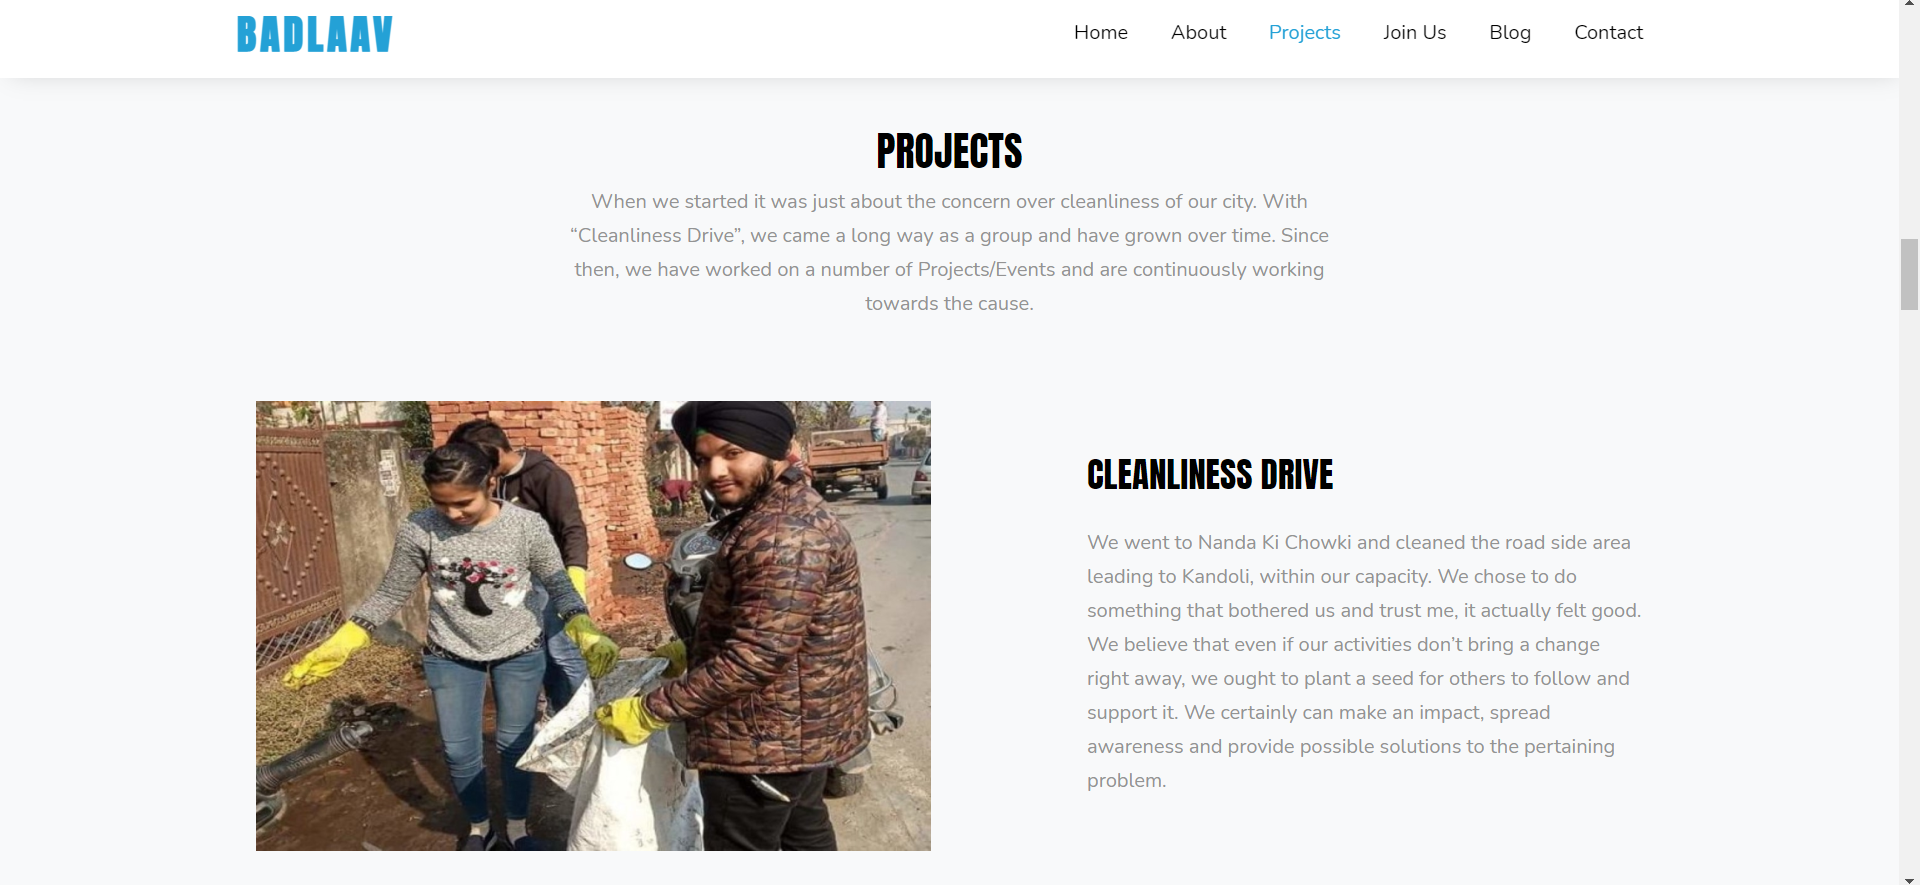 BADLAAV
Home About Projects Join Us Blog Contact
PROJECTS
When we started it was just about the concern over cleanliness of our city. With
“Cleanliness Drive”, we came a long way as a group and have grown over time. Since
then, we have worked on a number of Projects/Events and are continuously working
towards the cause.
CLEANLINESS DRIVE
We went to Nanda Ki Chowki and cleaned the road side area
leading to Kandoli, within our capacity. We chose to do
something that bothered us and trust me, it actually felt good.
We believe that even if our activities don’t bring a change
right away, we ought to plant a seed for others to follow and
support it. We certainly can make an impact, spread
awareness and provide possible solutions to the pertaining
problem.